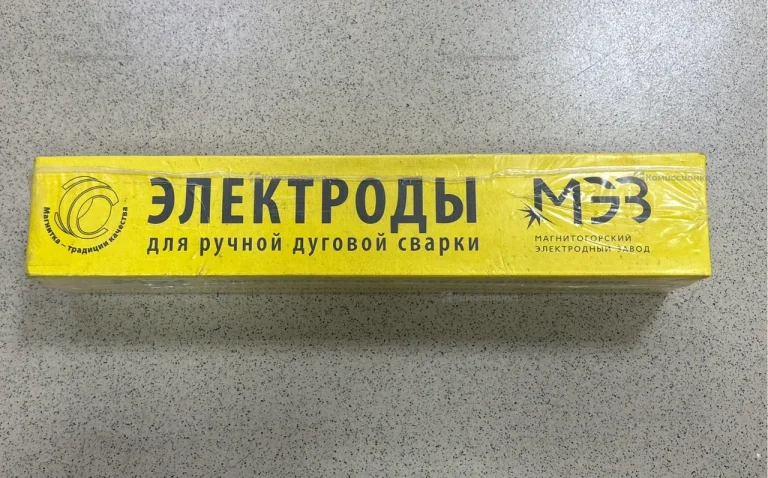 Магнитка – традиции качества
ЭЛЕКТРОДЫ
для ручной дуговой сварки
МЭЗ
МАГНИТОГОРСКИЙ
ЭЛЕКТРОДНЫЙ ЗАВОД